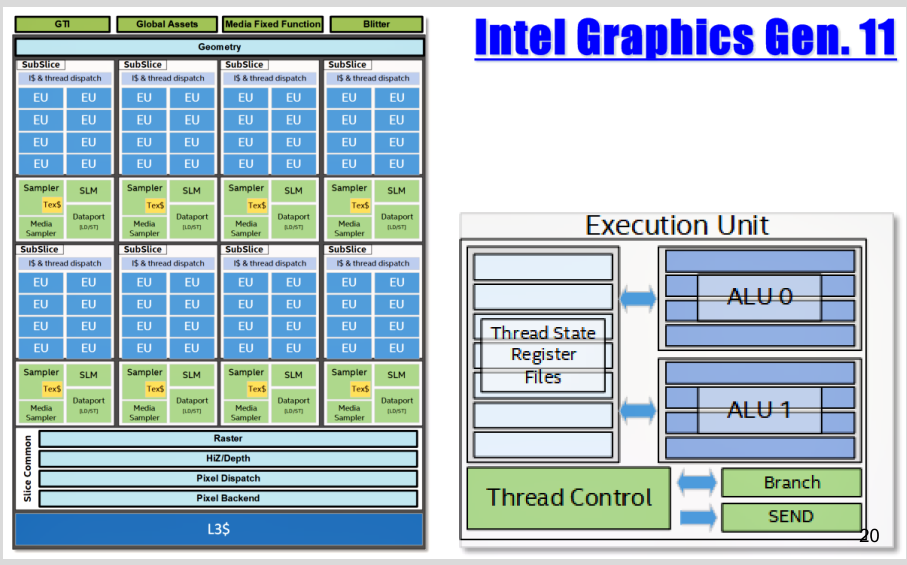 GTI Global Assets Media Fixed Function Blitter
Intel Graphics Gen. 11
Geometry
SubSlice SubSlice SubSlice SubSlice
I$ & thread dispatch I$ & thread dispatch I$ & thread dispatch I$ & thread dispatch
EU EU EU EU EU EU EU EU
EU EU EU EU EU EU EU EU
EU EU EU EU EU EU EU EU
EU EU EU EU EU EU EU EU
Sampler SLM Sampler SLM Sampler SLM Sampler SLM
Tex$ Tex$ Tex$ Tex$
Dataport Dataport Dataport Dataport
Media [LD/ST] Media [LD/ST] Media [LD/ST] Media [LD/ST]
Sampler Sampler Sampler Sampler
SubSlice SubSlice SubSlice SubSlice
I$ & thread dispatch I$ & thread dispatch I$ & thread dispatch I$ & thread dispatch
EU EU EU EU EU EU EU EU
EU EU EU EU EU EU EU EU
EU EU EU EU EU EU EU EU
EU EU EU EU EU EU EU EU
Sampler SLM Sampler SLM Sampler SLM Sampler SLM
Tex$ Tex$ Tex$ Tex$
Dataport Dataport Dataport Dataport
Media [LD/ST] Media [LD/ST] Media [LD/ST] Media [LD/ST]
Sampler Sampler Sampler Sampler
Slice Common
Raster
HiZ/Depth
Pixel Dispatch
Pixel Backend
L3$
Execution Unit
Thread State
Register
Files
ALU 0
ALU 1
Thread Control
Branch
SEND
20